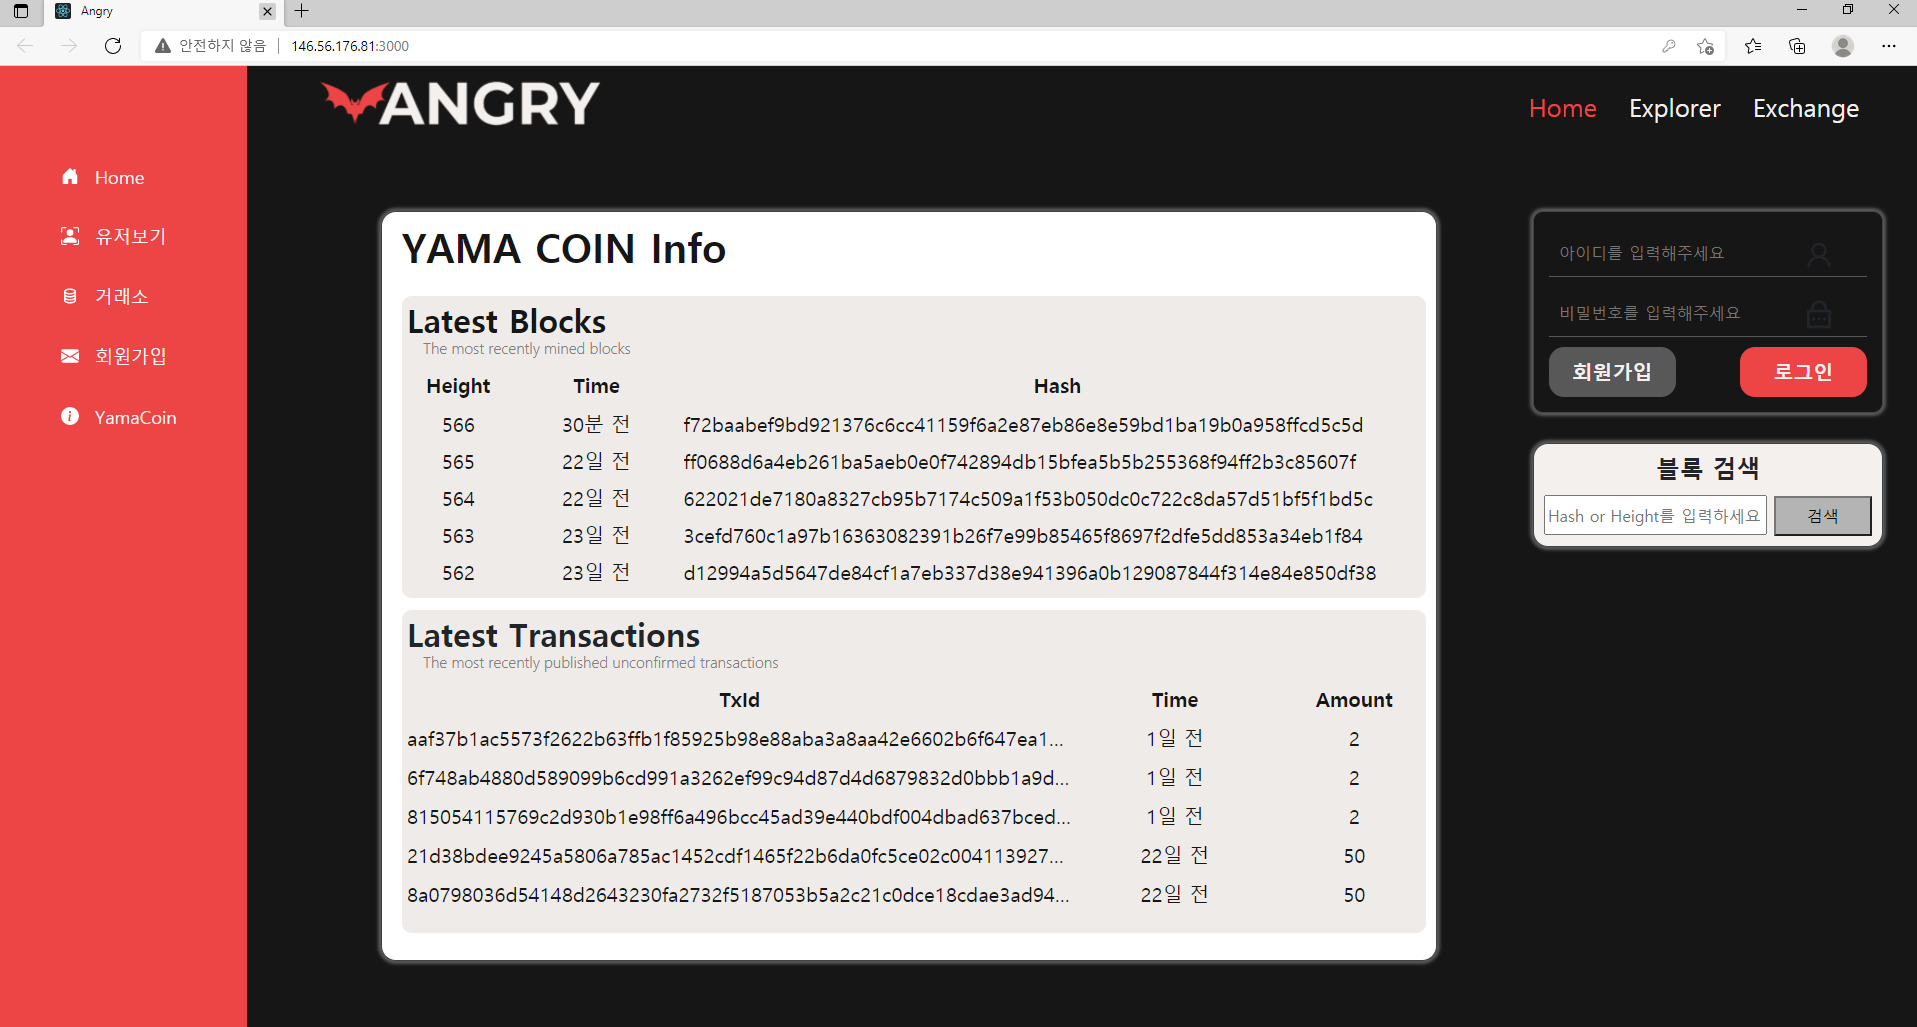 Angry
안전하지 않음 | 146.56.176.81:3000
ANGRY
Home Explorer Exchange
Home
유저보기
거래소
회원가입
YamaCoin
YAMA COIN Info
Latest Blocks
The most recently mined blocks
Height Time Hash
566 30분 전 f72baabef9bd921376c6cc41159f6a2e87eb86e8e59bd1ba19b0a958ffcd5c5d
565 22일 전 ff0688d6a4eb261ba5aeb0e0f742894db15bfea5b5b255368f94ff2b3c85607f
564 22일 전 622021de7180a8327cb95b7174c509a1f53b050dc0c722c8da57d51bf5f1bd5c
563 23일 전 3cefd760c1a97b16363082391b26f7e99b85465f8697f2dfe5dd853a34eb1f84
562 23일 전 d12994a5d5647de84cf1a7eb337d38e941396a0b129087844f314e84e850df38
Latest Transactions
The most recently published unconfirmed transactions
TxId Time Amount
aaf37b1ac5573f2622b63ffb1f85925b98e88aba3a8aa42e6602b6f647ea1... 1일 전 2
6f748ab4880d589099b6cd991a3262ef99c94d87d4d6879832d0bbb1a9d... 1일 전 2
815054115769c2d930b1e98ff6a496bcc45ad39e440bdf004dbad637bced... 1일 전 2
21d38bdee9245a5806a785ac1452cdf1465f22b6da0fc5ce02c004113927... 22일 전 50
8a0798036d54148d2643230fa2732f5187053b5a2c21c0dce18cdae3ad94... 22일 전 50
아이디를 입력해주세요
비밀번호를 입력해주세요
회원가입 로그인
블록 검색
Hash or Height를 입력하세요 검색